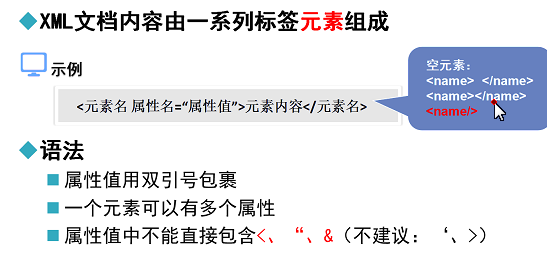 XML文档内容由一系列标签元素组成
示例
空元素：
<name> </name>
<name></name>
<name/>
<元素名 属性名=“属性值”>元素内容</元素名>
语法
属性值用双引号包裹
一个元素可以有多个属性
属性值中不能直接包含<、“、&（不建议：‘、>）